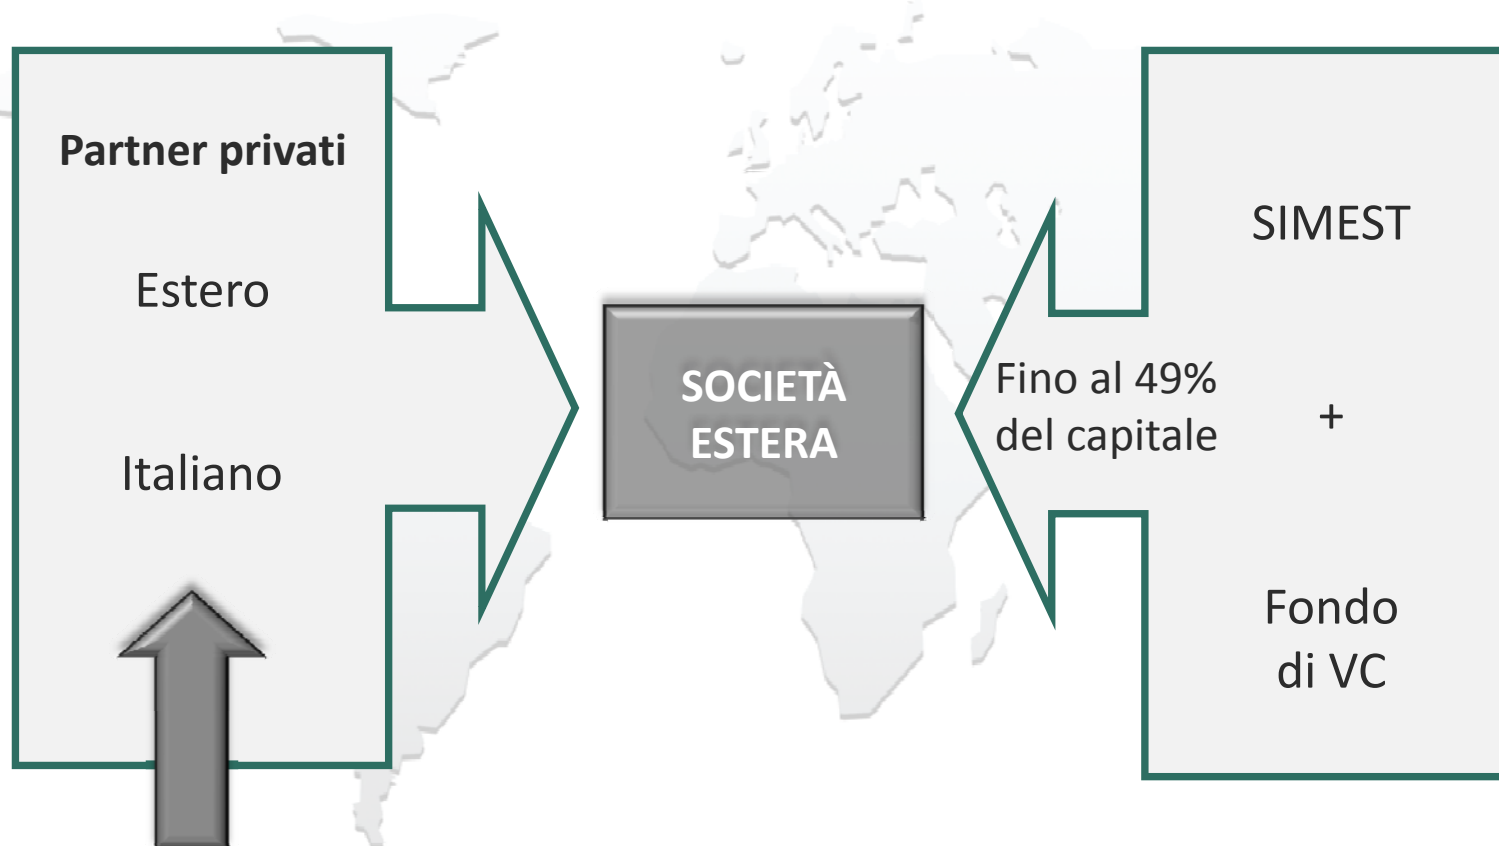 Partner privati
Estero
Italiano
SOCIETÀ
ESTERA
Fino al 49%
del capitale
SIMEST
+
Fondo
di VC